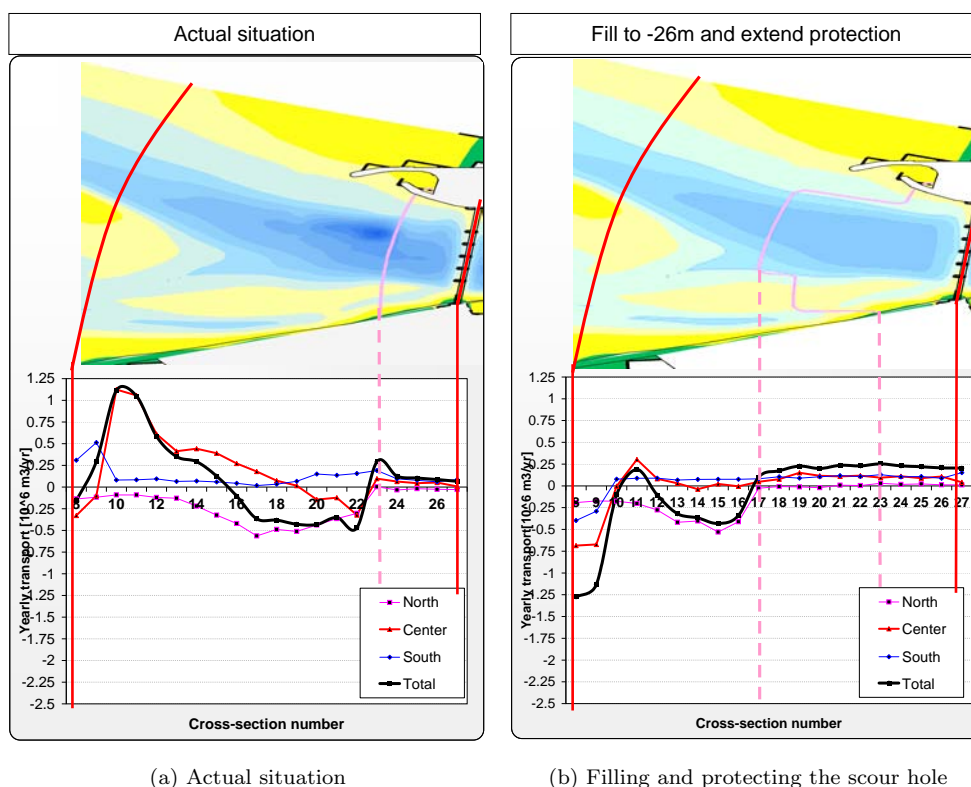 Actual situation
1.25
1
0.75
0.5
0.25
0
-0.25
-0.5
-0.75
-1
-1.25
-1.5
-1.75
-2
-2.25
-2.5
Yearly transport [10^6 m3/yr]
8 10 12 14 16 18 20 22 24 26
North
Center
South
Total
Cross-section number
(a) Actual situation
Fill to -26m and extend protection
1.25
1
0.75
0.5
0.25
0
-0.25
-0.5
-0.75
-1
-1.25
-1.5
-1.75
-2
-2.25
-2.5
Yearly transport [10^6 m3/yr]
8 9 10 11 12 13 14 15 16 17 18 19 20 21 22 23 24 25 26 27
North
Center
South
Total
Cross-section number
(b) Filling and protecting the scour hole